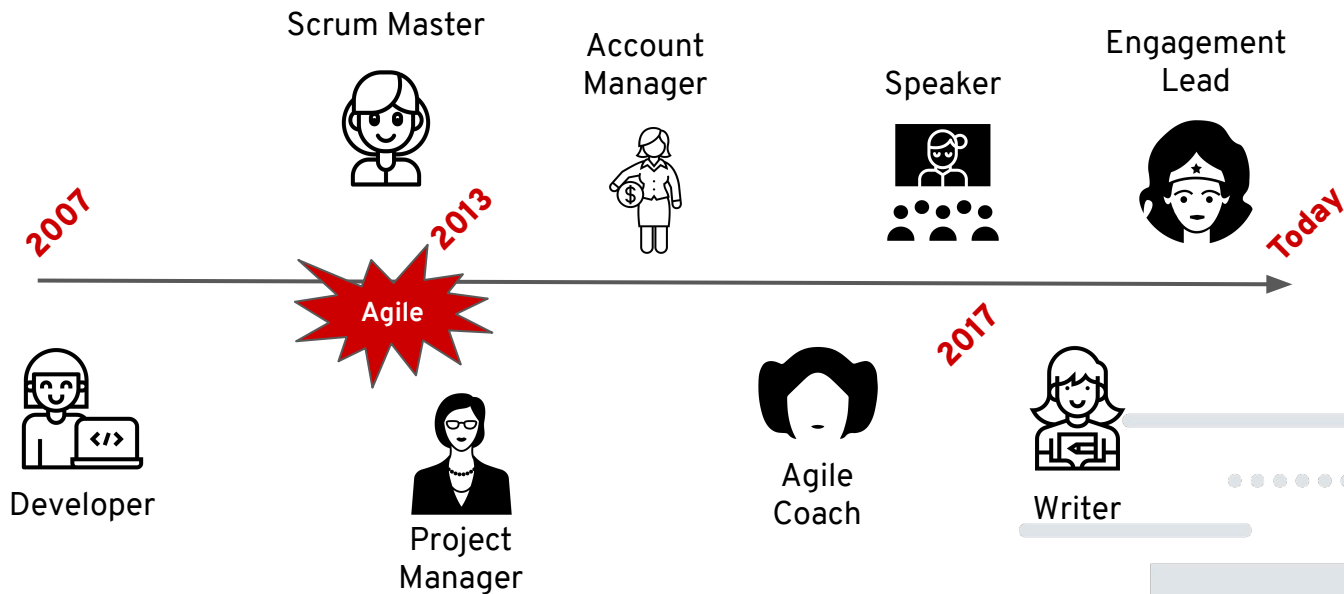 Scrum Master
Account
Manager
Speaker
Engagement
Lead
$
2007
2013
Today
Agile
2017
</>
Developer
Project
Manager
Agile
Coach
Writer